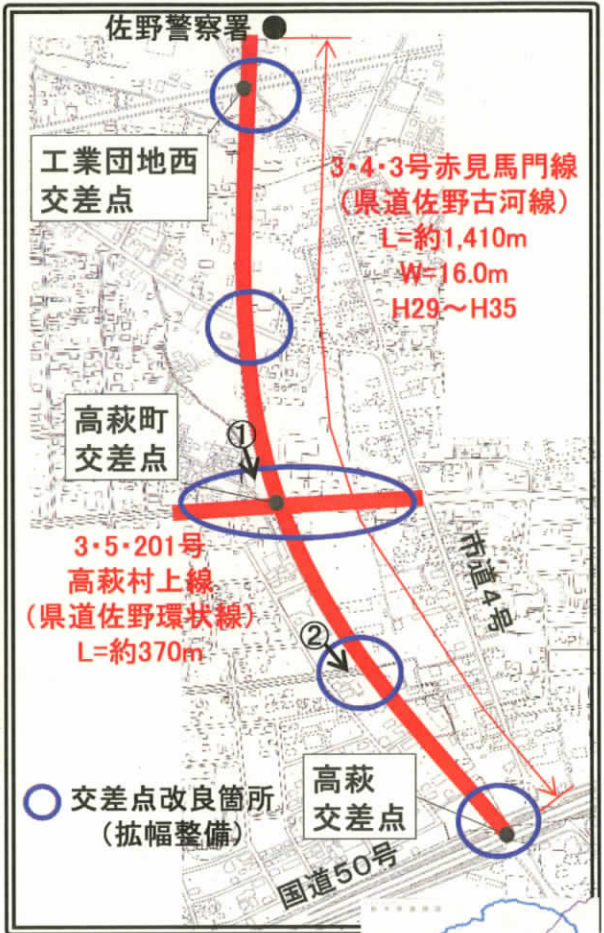 佐野警察署
工業団地西
交差点
3・4・3号赤見馬門線
(県道佐野古河線)
L=約1,410m
W=16.0m
H29～H35
高萩町
交差点
①
3・5・201号
高萩村上線
(県道佐野環状線)
L=約370m
市道4号
②
高萩
交差点
交差点改良箇所
(拡幅整備)
国道50号